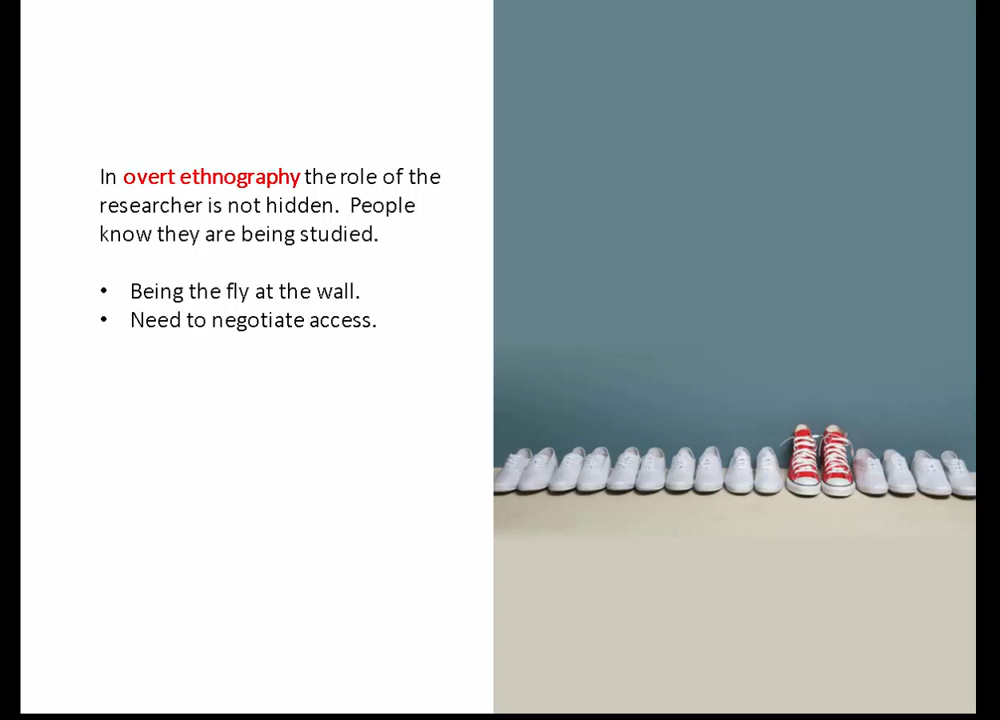 In overt ethnography the role of the
researcher is not hidden.  People
know they are being studied.
• Being the fly at the wall.
• Need to negotiate access.